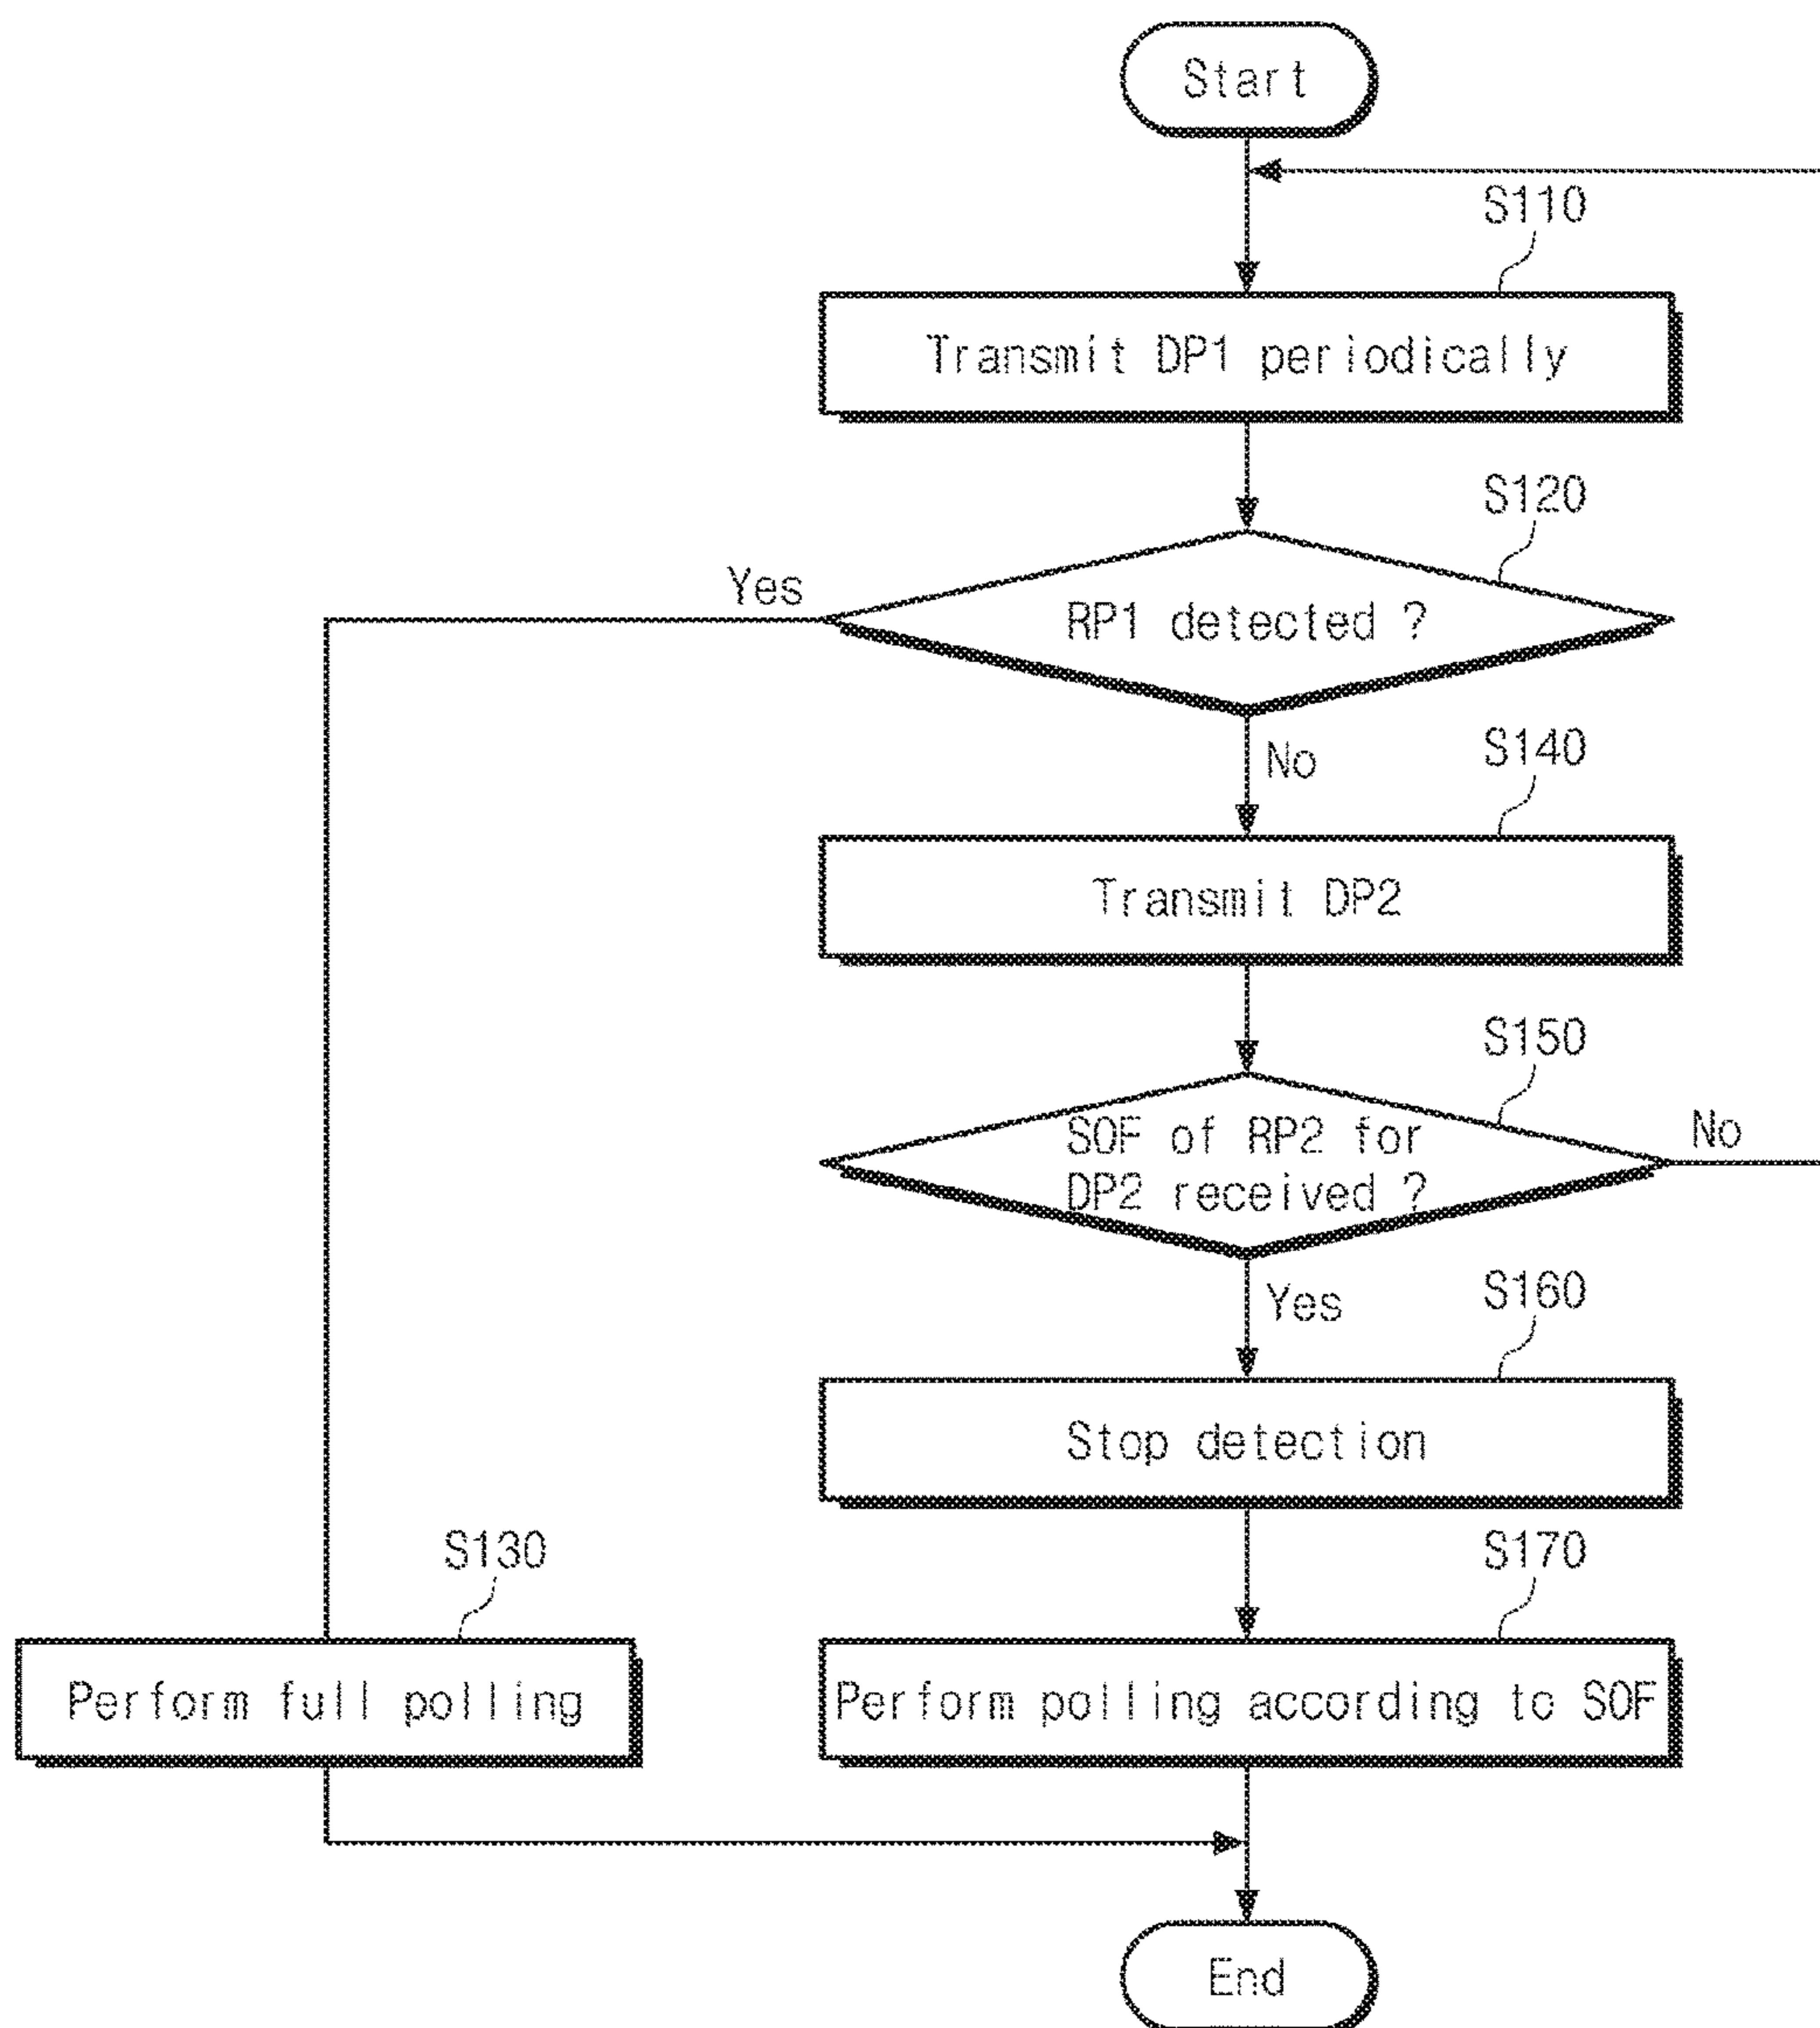 Start
S110
Transmit DP1 periodically
S120
Yes
RP1 detected ?
No
S140
Transmit DP2
S150
SOF of RP2 for
DP2 received ?
No
Yes
S160
Stop detection
S130
S170
Perform full polling
Perform polling according to SOF
End